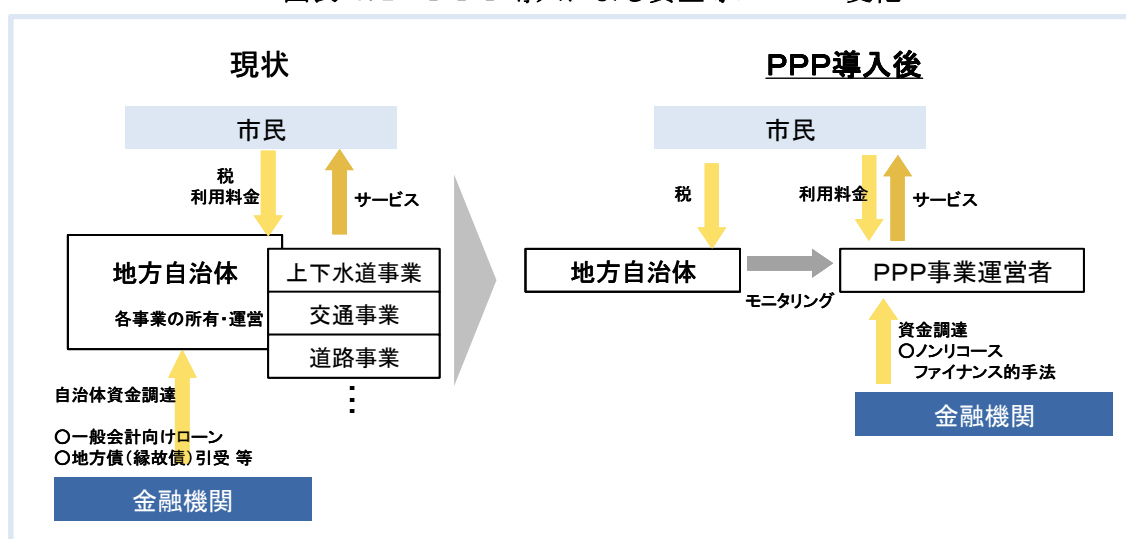 現状
市民
税
利用料金
サービス
地方自治体
各事業の所有・運営
上下水道事業
交通事業
道路事業
自治体資金調達
○一般会計向けローン
○地方債(縁故債)引受 等
金融機関
PPP導入後
市民
税
利用料金
サービス
地方自治体
モニタリング
PPP事業運営者
資金調達
○ノンリコース
ファイナンス的手法
金融機関